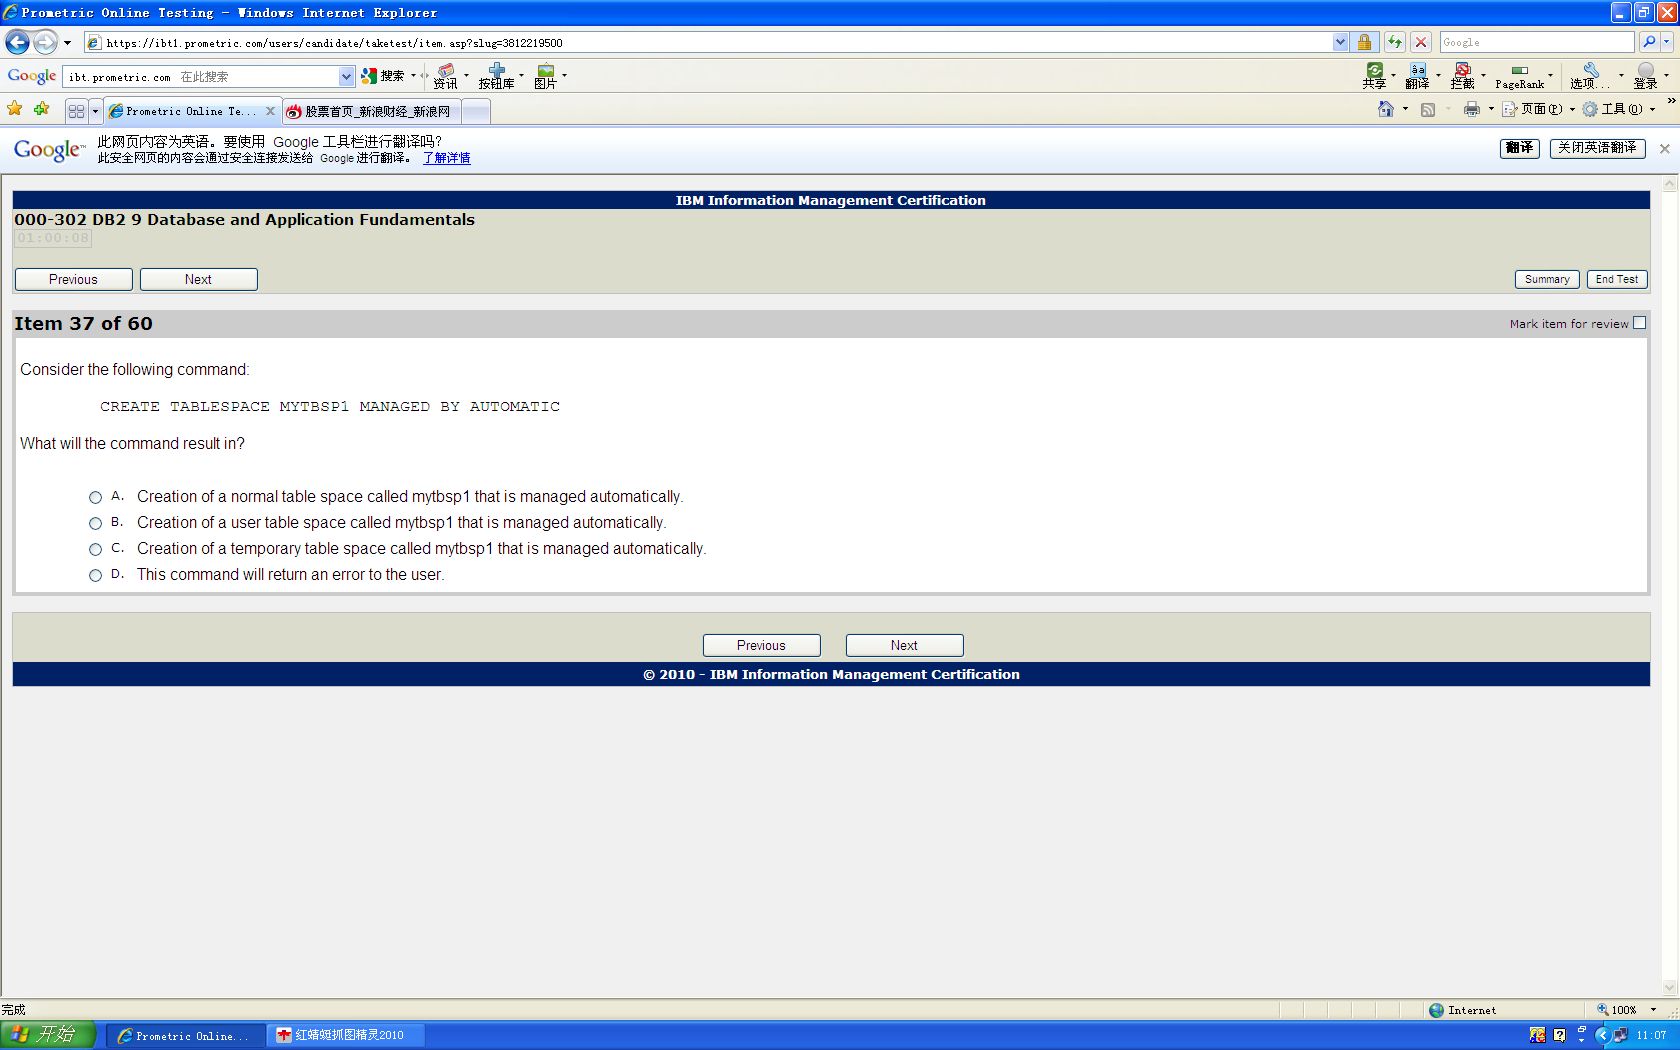 Prometric Online Testing - Windows Internet Explorer
https://ibt1.prometric.com/users/candidate/taketest/item.asp?slug=3812219500
Google
Google ibt.prometric.com 在此搜索 搜索 资讯 按钮库 图片 共享 翻译 拦截 PageRank 选项... 登录
Prometric Online Te... 股票首页_新浪财经_新浪网 页面(P) 工具(O)
Google 此网页内容为英语。要使用 Google 工具栏进行翻译吗? 翻译 关闭英语翻译
此安全网页的内容会通过安全连接发送给 Google 进行翻译。 了解详情
IBM Information Management Certification
000-302 DB2 9 Database and Application Fundamentals
01:00:08
Previous Next Summary End Test
Item 37 of 60 Mark item for review
Consider the following command:
CREATE TABLESPACE MYTBSP1 MANAGED BY AUTOMATIC
What will the command result in?
A. Creation of a normal table space called mytbsp1 that is managed automatically.
B. Creation of a user table space called mytbsp1 that is managed automatically.
C. Creation of a temporary table space called mytbsp1 that is managed automatically.
D. This command will return an error to the user.
Previous Next
© 2010 - IBM Information Management Certification
完成 Internet 100%
开始 Prometric Online... 红蜻蜓抓图精灵2010 11:07